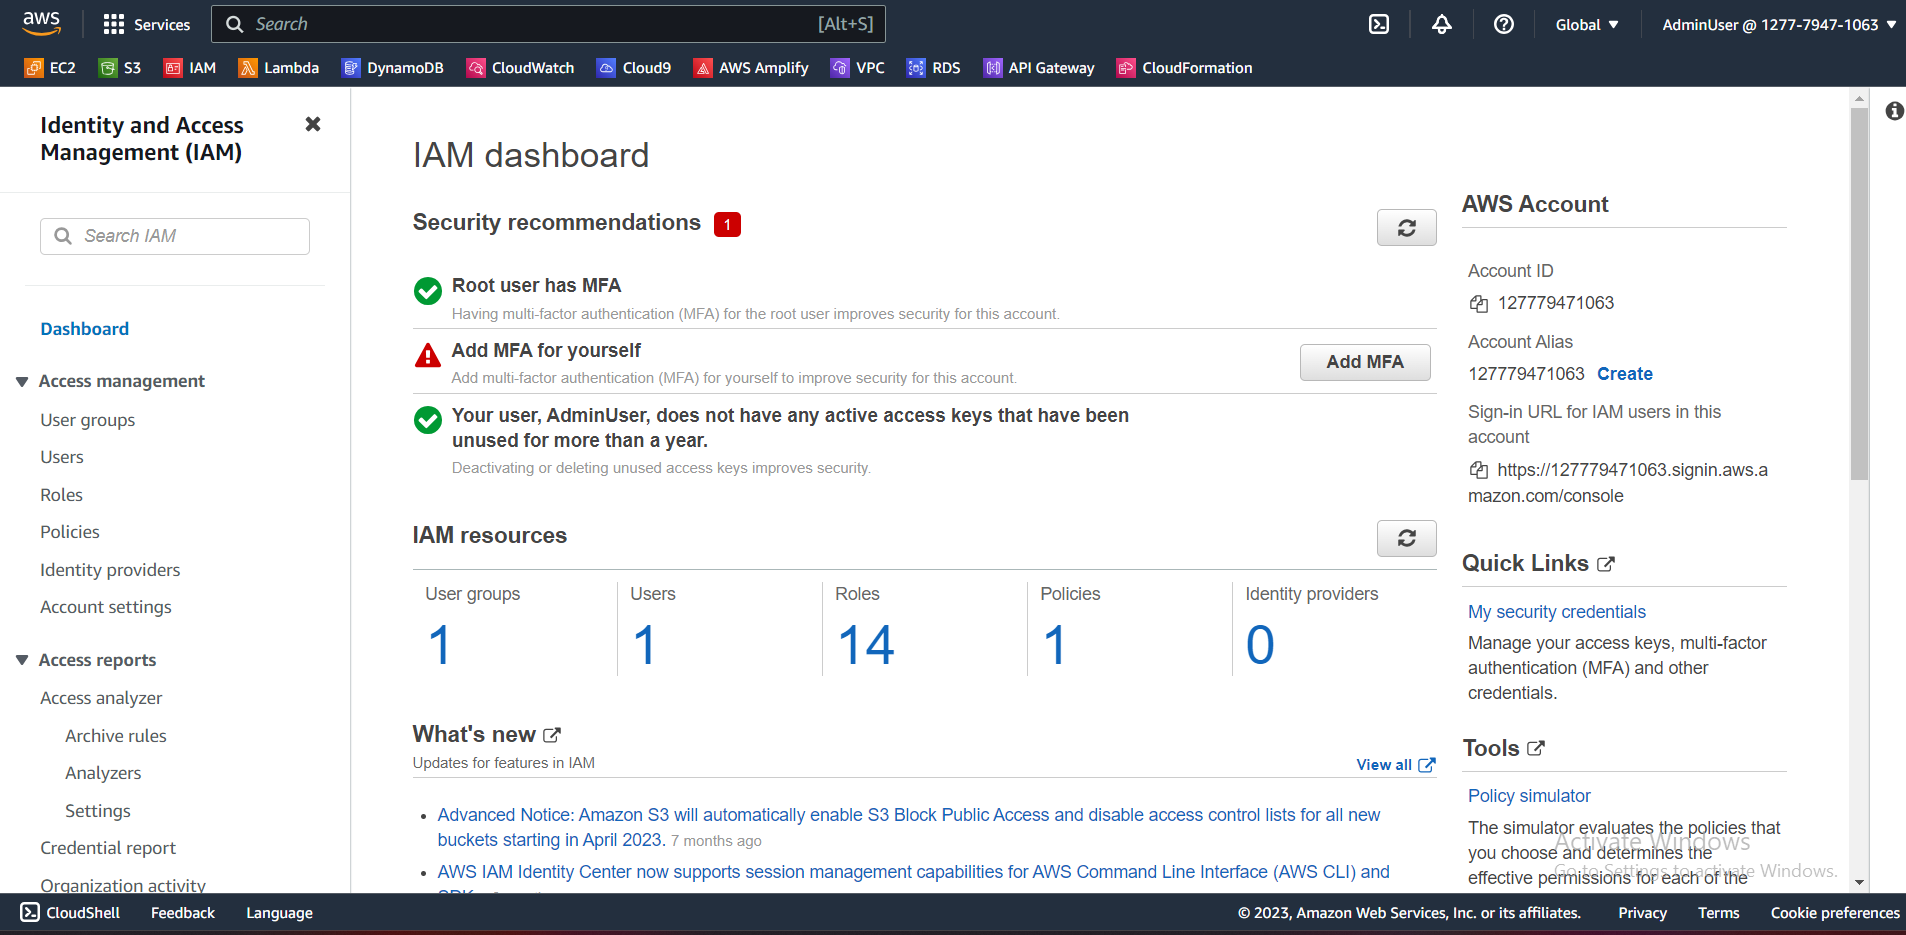 aws
Services
Search
[Alt+S]
Global
AdminUser @ 1277-7947-1063
EC2
S3
IAM
Lambda
DynamoDB
CloudWatch
Cloud9
AWS Amplify
VPC
RDS
API Gateway
CloudFormation
Identity and Access
Management (IAM)
Search IAM
Dashboard
Access management
User groups
Users
Roles
Policies
Identity providers
Account settings
Access reports
Access analyzer
Archive rules
Analyzers
Settings
Credential report
Organization activity
IAM dashboard
Security recommendations 1
Root user has MFA
Having multi-factor authentication (MFA) for the root user improves security for this account.
Add MFA for yourself
Add multi-factor authentication (MFA) for yourself to improve security for this account.
Add MFA
Your user, AdminUser, does not have any active access keys that have been
unused for more than a year.
Deactivating or deleting unused access keys improves security.
IAM resources
User groups
1
Users
1
Roles
14
Policies
1
Identity providers
0
What's new
Updates for features in IAM
View all
Advanced Notice: Amazon S3 will automatically enable S3 Block Public Access and disable access control lists for all new
buckets starting in April 2023. 7 months ago
AWS IAM Identity Center now supports session management capabilities for AWS Command Line Interface (AWS CLI) and
AWS Account
Account ID
127779471063
Account Alias
127779471063 Create
Sign-in URL for IAM users in this
account
https://127779471063.signin.aws.a
mazon.com/console
Quick Links
My security credentials
Manage your access keys, multi-factor
authentication (MFA) and other
credentials.
Tools
Policy simulator
The simulator evaluates the policies that
you choose and determines the
effective permissions for each of the
Activate Windows
Go to Settings to activate Windows.
CloudShell
Feedback
Language
© 2023, Amazon Web Services, Inc. or its affiliates.
Privacy
Terms
Cookie preferences